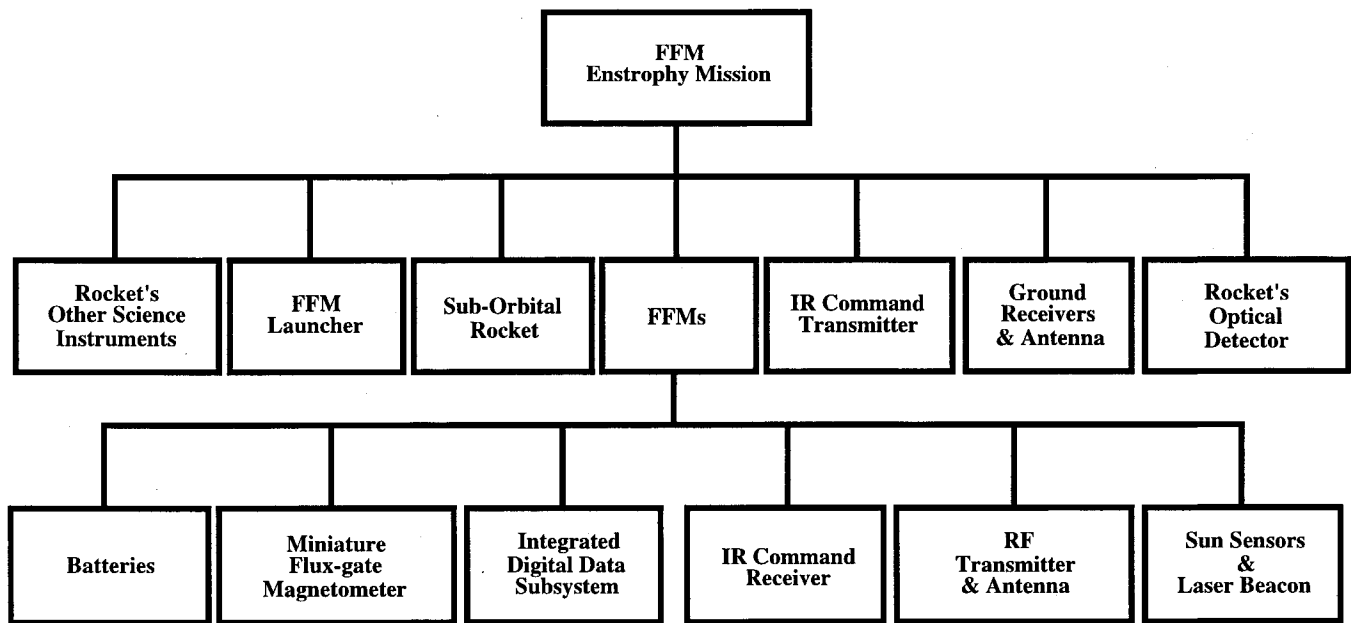 FFM
Enstrophy Mission
Rocket's
Other Science
Instruments
FFM
Launcher
Sub-Orbital
Rocket
FFMs
IR Command
Transmitter
Ground
Receivers
& Antenna
Rocket's
Optical
Detector
Batteries
Miniature
Flux-gate
Magnetometer
Integrated
Digital Data
Subsystem
IR Command
Receiver
RF
Transmitter
& Antenna
Sun Sensors
&
Laser Beacon